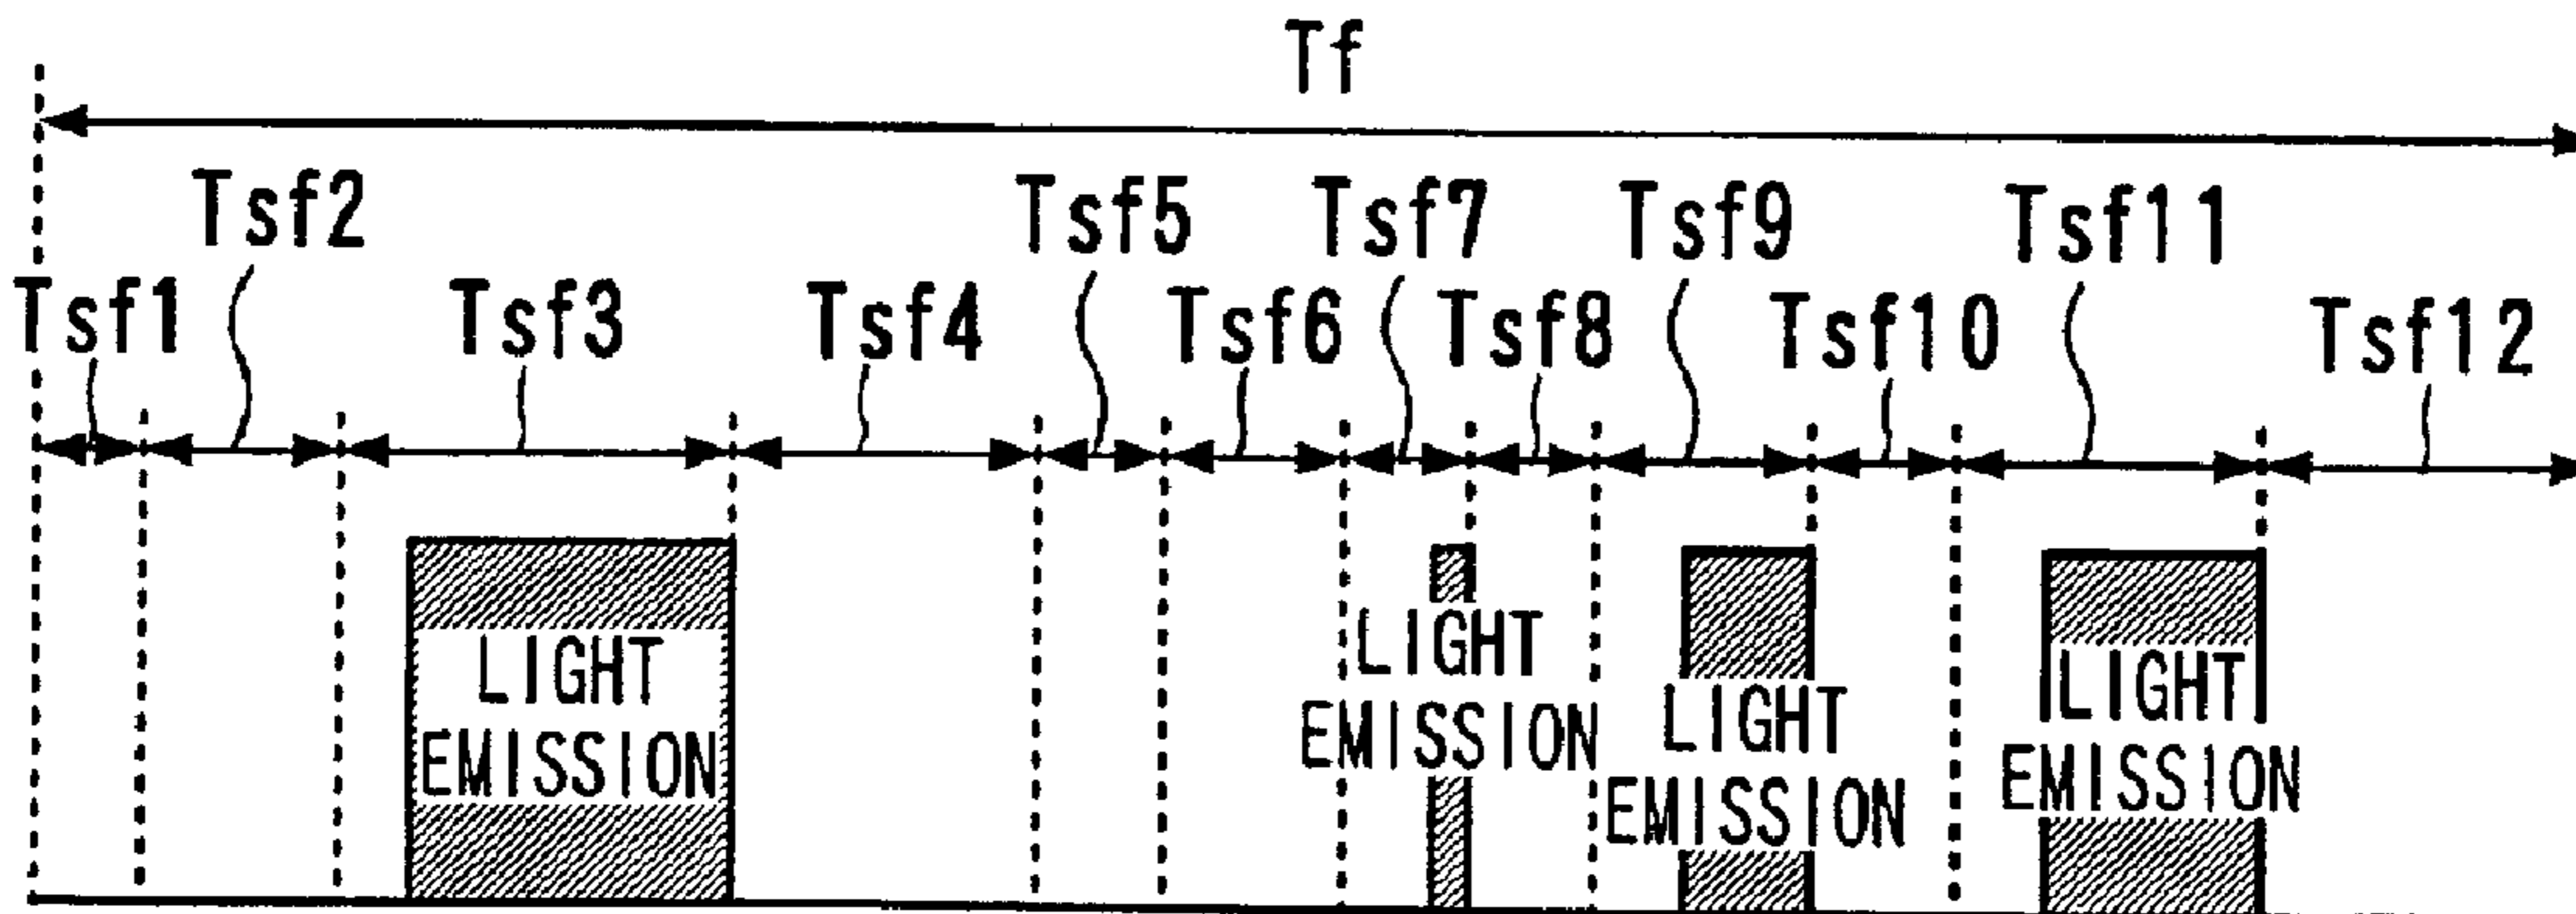 Tf
Tsf2 Tsf5 Tsf7 Tsf9 Tsf11
Tsf1 Tsf3 Tsf4 Tsf6 Tsf8 Tsf10 Tsf12
LIGHT
EMISSION
LIGHT
EMISSION
LIGHT
EMISSION
LIGHT
EMISSION